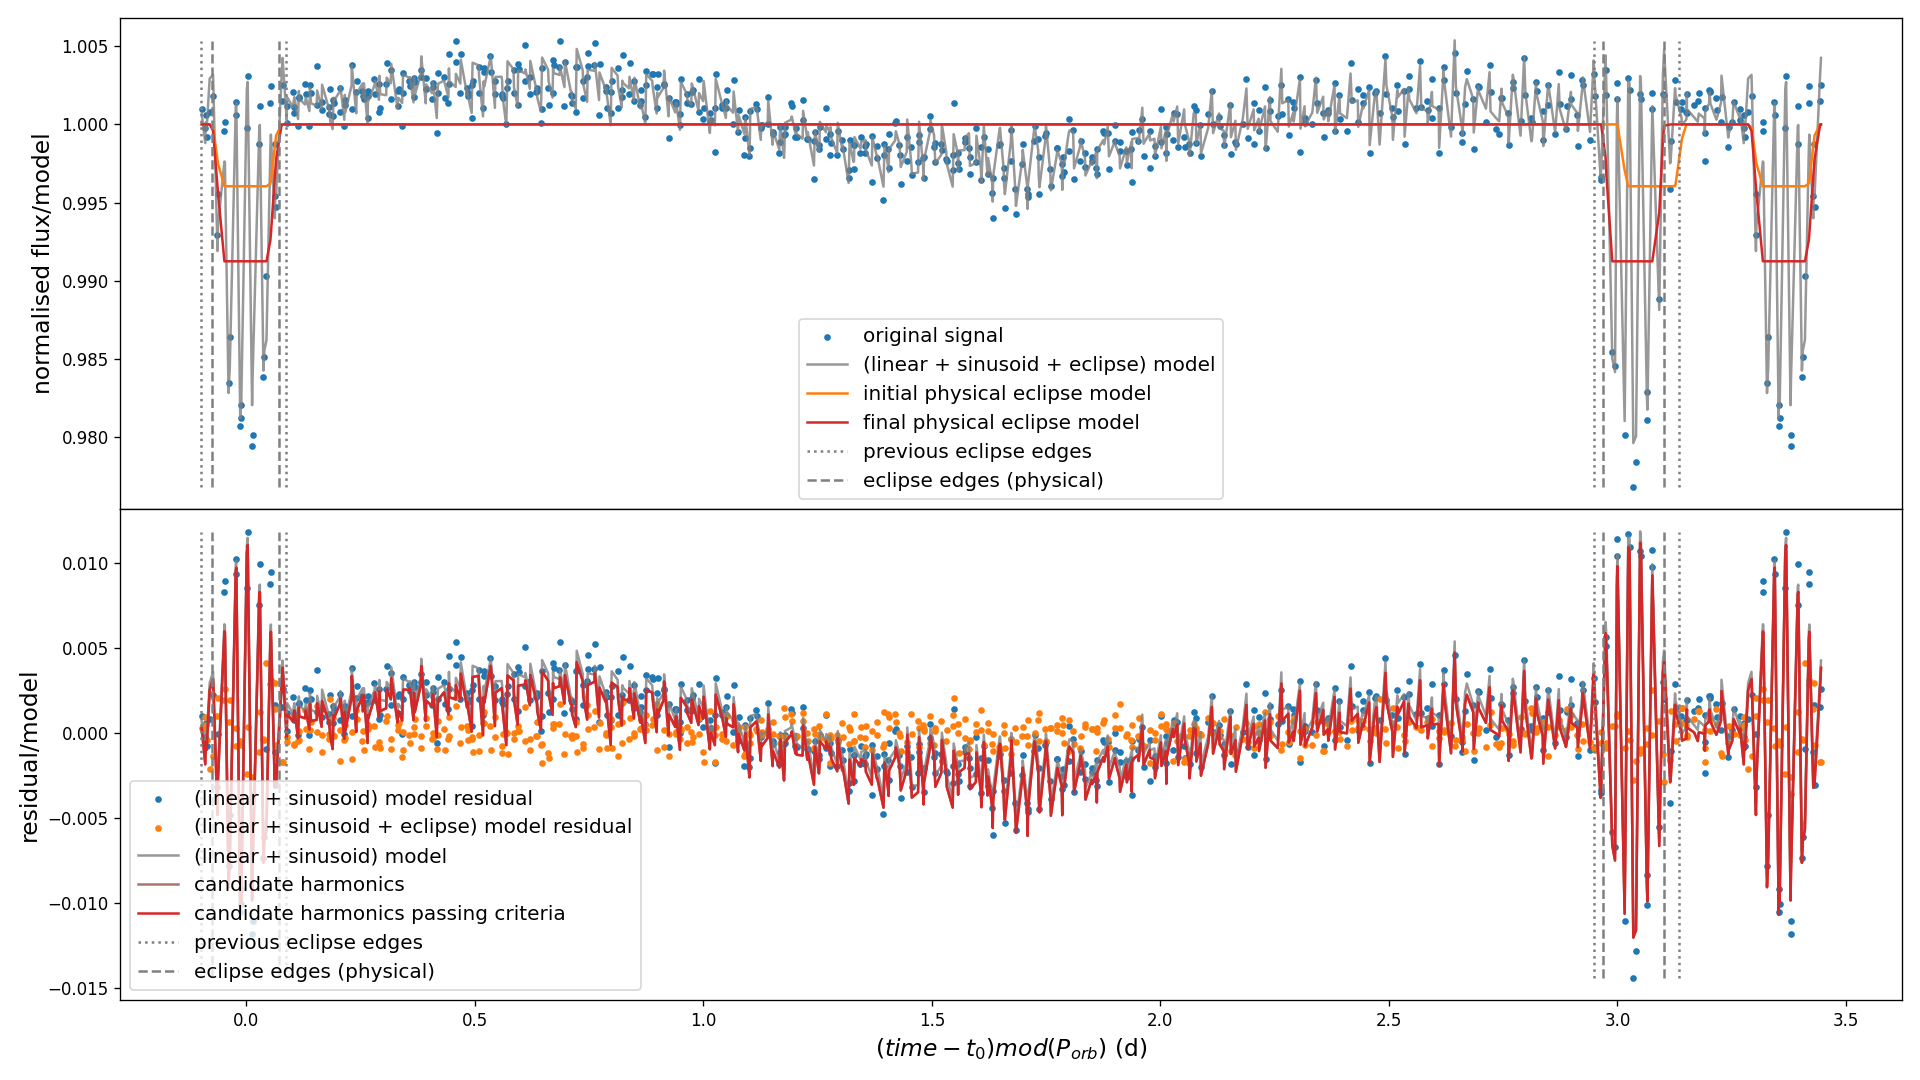 normalised flux/model
1.005
1.000
0.995
0.990
0.985
0.980
original signal
(linear + sinusoid + eclipse) model
initial physical eclipse model
final physical eclipse model
previous eclipse edges
eclipse edges (physical)
residual/model
0.010
0.005
0.000
−0.005
−0.010
−0.015
(linear + sinusoid) model residual
(linear + sinusoid + eclipse) model residual
(linear + sinusoid) model
candidate harmonics
candidate harmonics passing criteria
previous eclipse edges
eclipse edges (physical)
0.0 0.5 1.0 1.5 2.0 2.5 3.0 3.5
(time − t₀)mod(Pₒᵣb) (d)